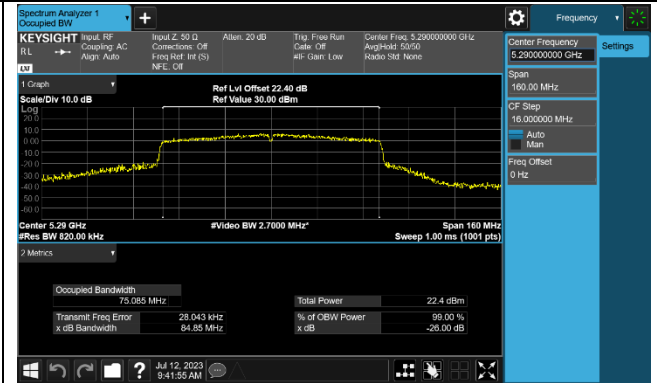 Spectrum Analyzer 1
Occupied BW
Frequency
KEYSIGHT
RL
LXI
Input: RF
Coupling: AC
Align: Auto
Input Z: 50 Ω
Corrections: Off
Freq Ref: Int (S)
NFE: Off
Atten: 20 dB
Trig: Free Run
Gate: Off
#IF Gain: Low
Center Freq: 5.290000000 GHz
Avg|Hold: 50/50
Radio Std: None
Center Frequency
5.290000000 GHz
Settings
Span
160.00 MHz
CF Step
16.000000 MHz
Auto
Man
Freq Offset
0 Hz
1 Graph
Scale/Div 10.0 dB
Ref Lvl Offset 22.40 dB
Ref Value 30.00 dBm
Log
20.0
10.0
0.00
-10.0
-20.0
-30.0
-40.0
-50.0
-60.0
Center 5.29 GHz
#Video BW 2.7000 MHz*
Span 160 MHz
#Res BW 820.00 kHz
Sweep 1.00 ms (1001 pts)
2 Metrics
Occupied Bandwidth
75.085 MHz
Total Power 22.4 dBm
Transmit Freq Error 28.043 kHz
% of OBW Power 99.00 %
x dB Bandwidth 84.85 MHz
x dB -26.00 dB
Jul 12, 2023
9:41:55 AM